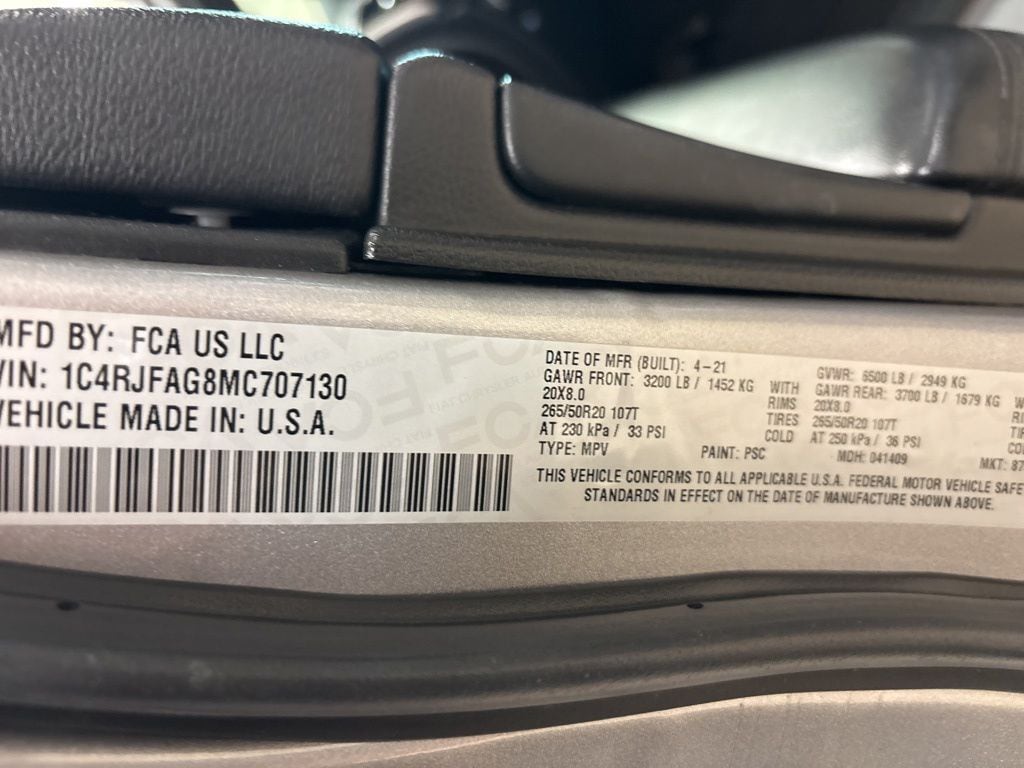 MFD BY: FCA US LLC
VIN: 1C4RJFAG8MC707130
VEHICLE MADE IN: U.S.A.
DATE OF MFR (BUILT): 4-21 GVWR: 6500 LB / 2949 KG
GAWR FRONT: 3200 LB / 1452 KG WITH GAWR REAR: 3700 LB / 1679 KG
20X8.0 RIMS 20X8.0
265/50R20 107T TIRES 265/50R20 107T
AT 230 kPa / 33 PSI COLD AT 250 kPa / 36 PSI
TYPE: MPV PAINT: PSC MDH: 041409 MKT: 87
THIS VEHICLE CONFORMS TO ALL APPLICABLE U.S.A. FEDERAL MOTOR VEHICLE SAFE
STANDARDS IN EFFECT ON THE DATE OF MANUFACTURE SHOWN ABOVE.